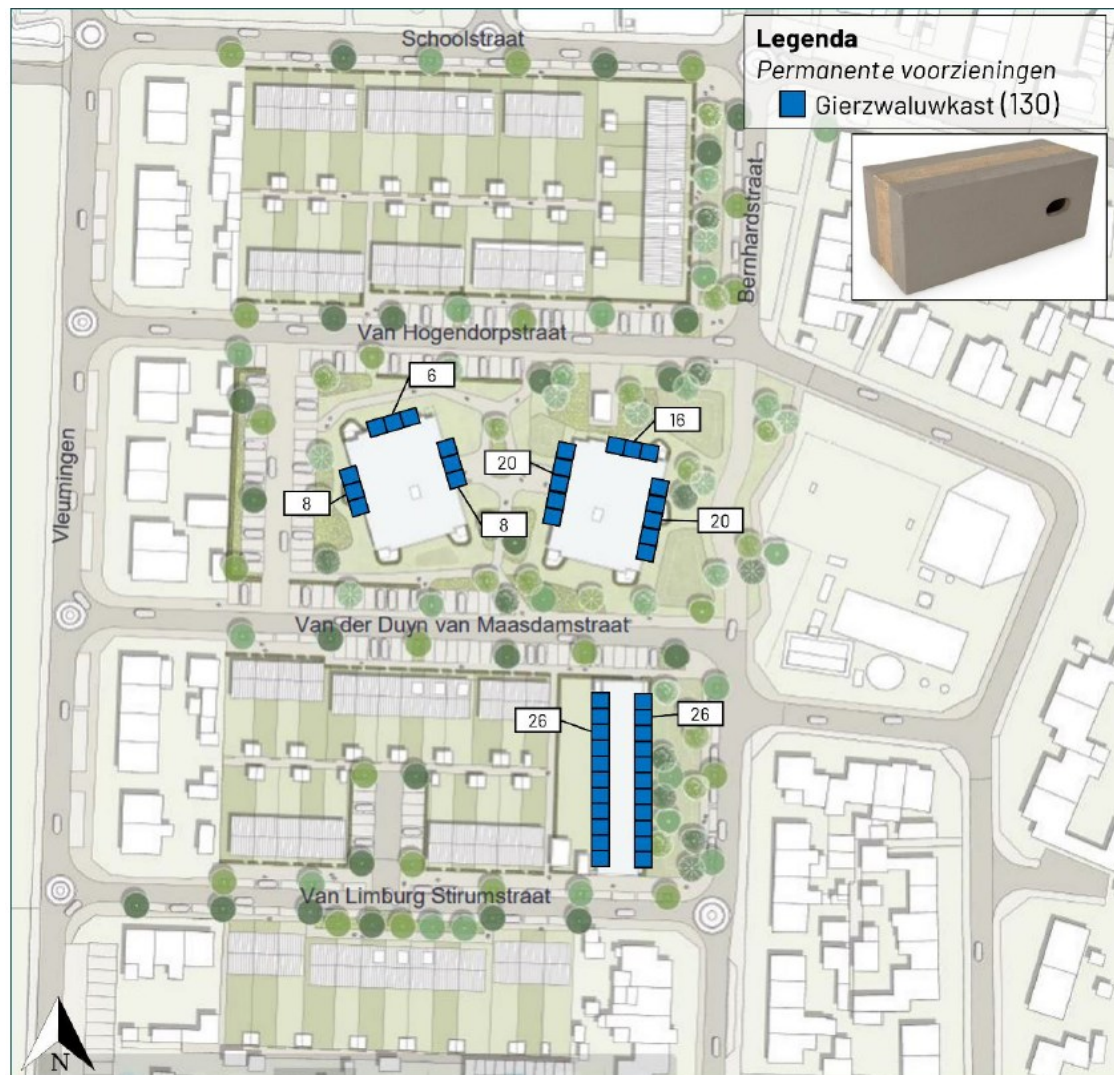 Schoolstraat
Legenda
Permanente voorzieningen
Gierzwaluwkast (130)
Bernhardstraat
Van Hogendorpstraat
6
16
20
8
8
20
Vleumingen
Van der Duyn van Maasdamstraat
26
26
Van Limburg Stirumstraat
N